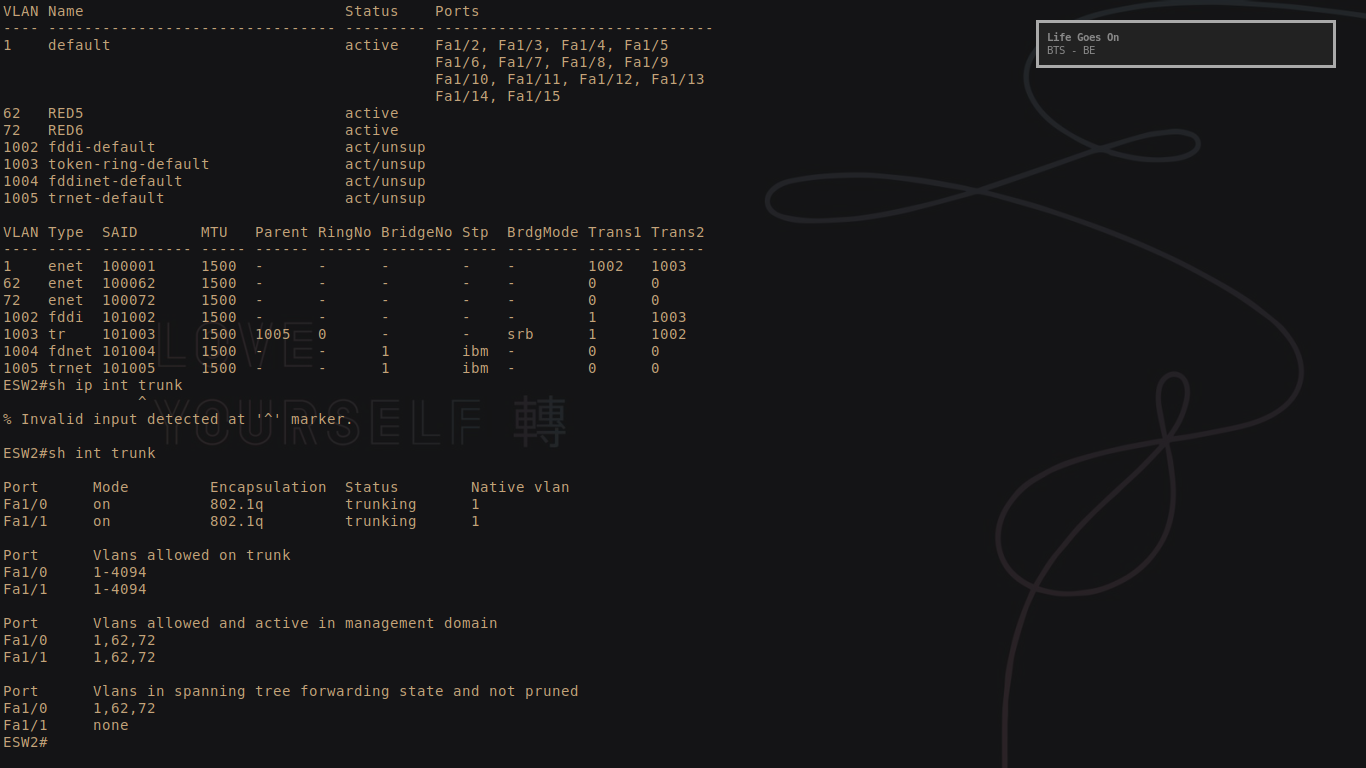 VLAN Name                             Status    Ports
---- -------------------------------- --------- -------------------------------
1    default                          active    Fa1/2, Fa1/3, Fa1/4, Fa1/5
                                                Fa1/6, Fa1/7, Fa1/8, Fa1/9
                                                Fa1/10, Fa1/11, Fa1/12, Fa1/13
                                                Fa1/14, Fa1/15
62   RED5                             active
72   RED6                             active
1002 fddi-default                     act/unsup
1003 token-ring-default               act/unsup
1004 fddinet-default                  act/unsup
1005 trnet-default                    act/unsup
VLAN Type  SAID       MTU   Parent RingNo BridgeNo Stp  BrdgMode Trans1 Trans2
---- ----- ---------- ----- ------ ------ -------- ---- -------- ------ ------
1    enet  100001     1500  -      -      -        -    -        1002   1003
62   enet  100062     1500  -      -      -        -    -        0      0
72   enet  100072     1500  -      -      -        -    -        0      0
1002 fddi  101002     1500  -      -      -        -    -        1      1003
1003 tr    101003     1500  1005   0      -        -    srb      1      1002
1004 fdnet 101004     1500  -      -      1        ibm  -        0      0
1005 trnet 101005     1500  -      -      1        ibm  -        0      0
ESW2#sh ip int trunk
               ^
% Invalid input detected at '^' marker.
ESW2#sh int trunk
Port      Mode         Encapsulation  Status        Native vlan
Fa1/0     on           802.1q         trunking      1
Fa1/1     on           802.1q         trunking      1
Port      Vlans allowed on trunk
Fa1/0     1-4094
Fa1/1     1-4094
Port      Vlans allowed and active in management domain
Fa1/0     1,62,72
Fa1/1     1,62,72
Port      Vlans in spanning tree forwarding state and not pruned
Fa1/0     1,62,72
Fa1/1     none
ESW2#
Life Goes On
BTS - BE
LOVE
YOURSELF 轉